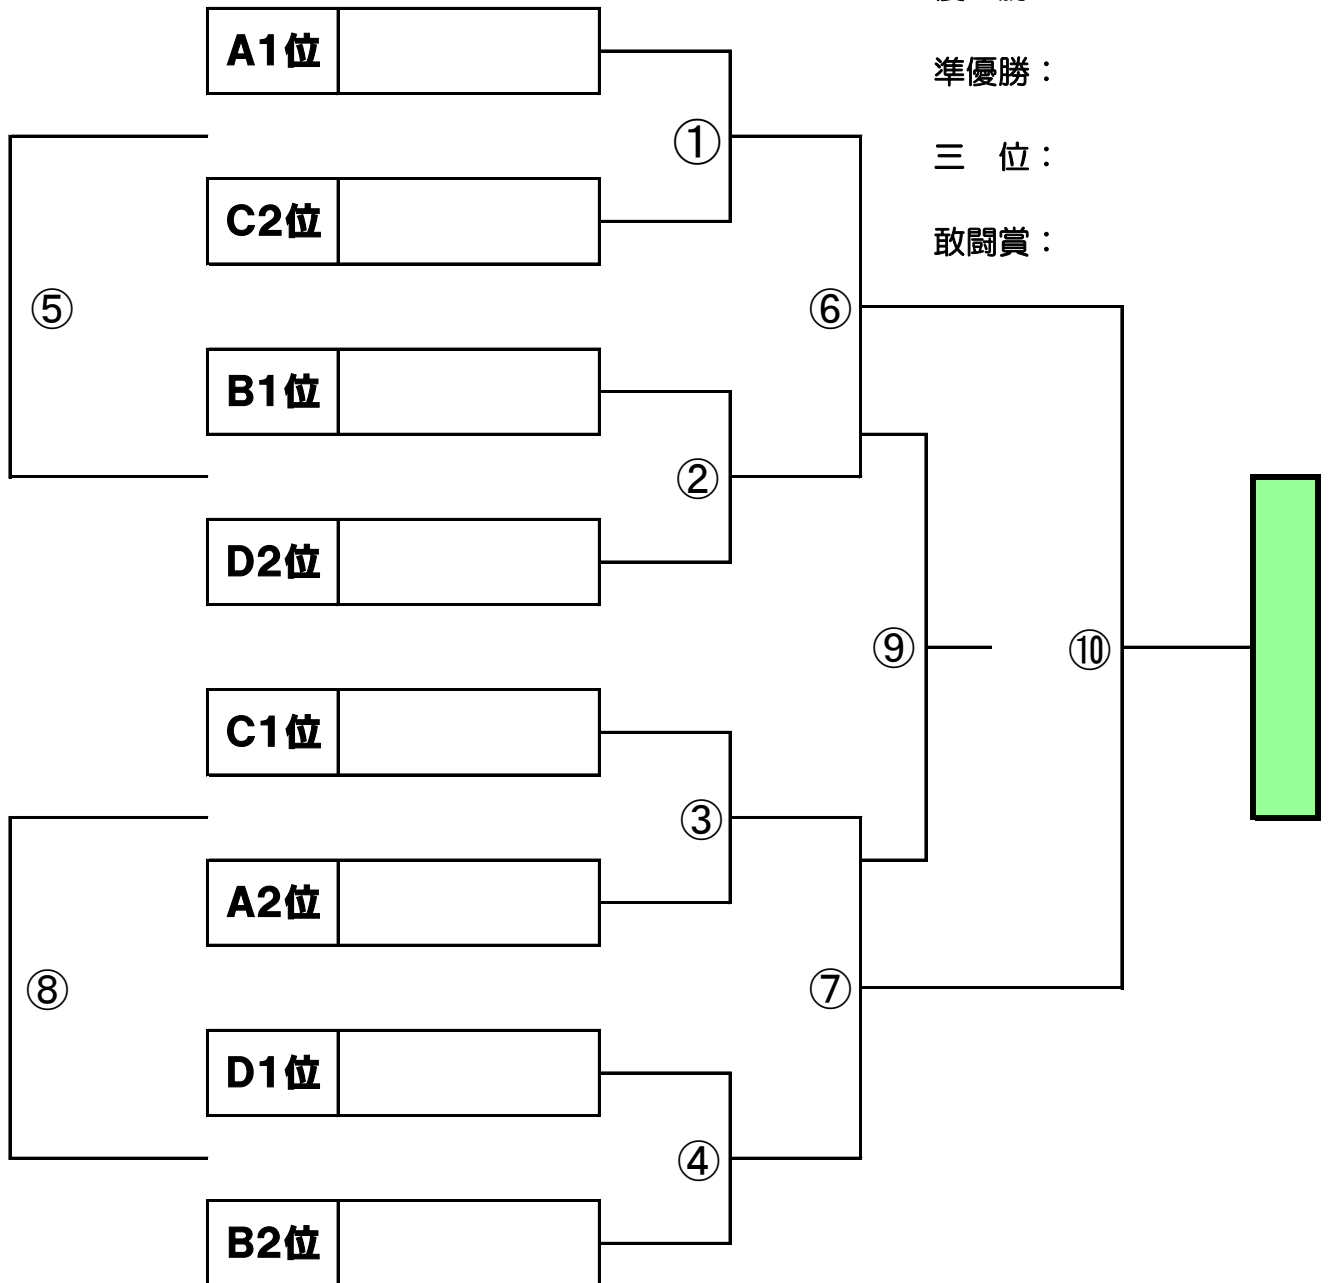 A1位
準優勝：
①
三　位：
C2位
敢闘賞：
⑤
⑥
B1位
②
D2位
⑨
⑩
C1位
③
A2位
⑧
⑦
D1位
④
B2位